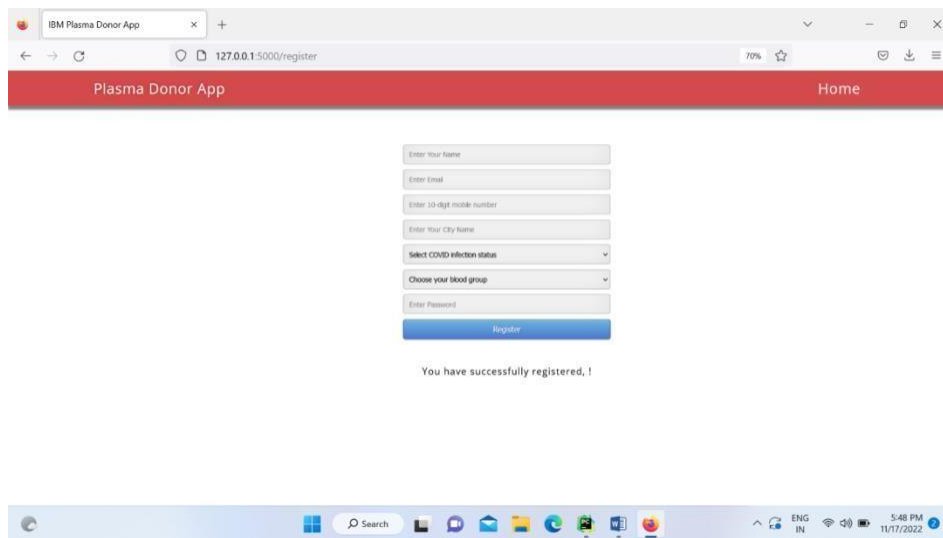 IBM Plasma Donor App
127.0.0.1:5000/register
70%
Plasma Donor App
Home
Enter Your Name
Enter Email
Enter 10-digit mobile number
Enter Your City Name
Select COVID infection status
Choose your blood group
Enter Password
Register
You have successfully registered, !
Search
ENG
IN
5:48 PM
11/17/2022
2